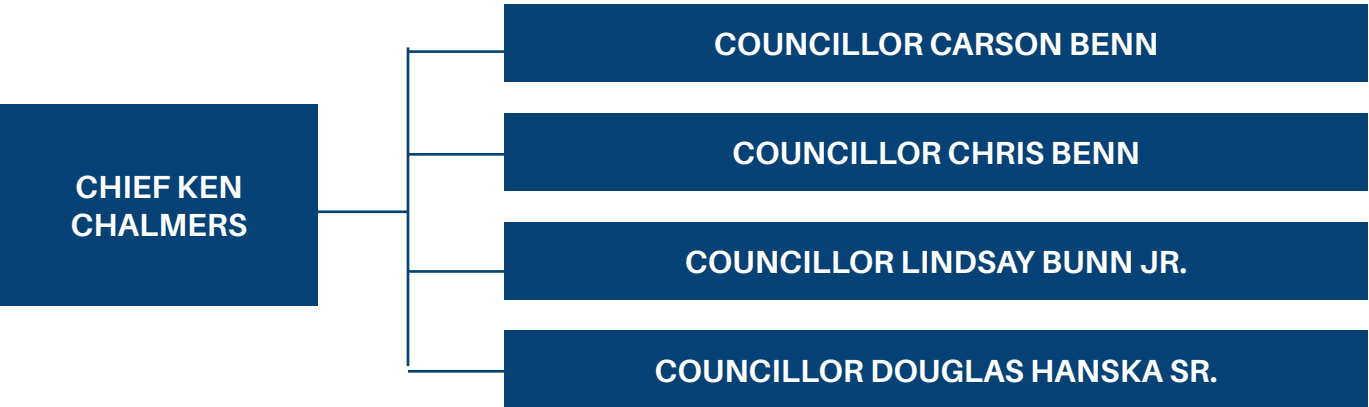 CHIEF KEN
CHALMERS
COUNCILLOR CARSON BENN
COUNCILLOR CHRIS BENN
COUNCILLOR LINDSAY BUNN JR.
COUNCILLOR DOUGLAS HANSKA SR.